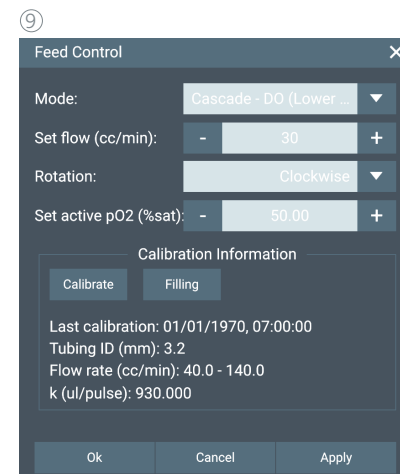 ⑨
Feed Control X
Mode: Cascade - DO (Lower ...
Set flow (cc/min): - 30 +
Rotation: Clockwise
Set active pO2 (%sat): - 50.00 +
Calibration Information
Calibrate Filling
Last calibration: 01/01/1970, 07:00:00
Tubing ID (mm): 3.2
Flow rate (cc/min): 40.0 - 140.0
k (ul/pulse): 930.000
Ok Cancel Apply